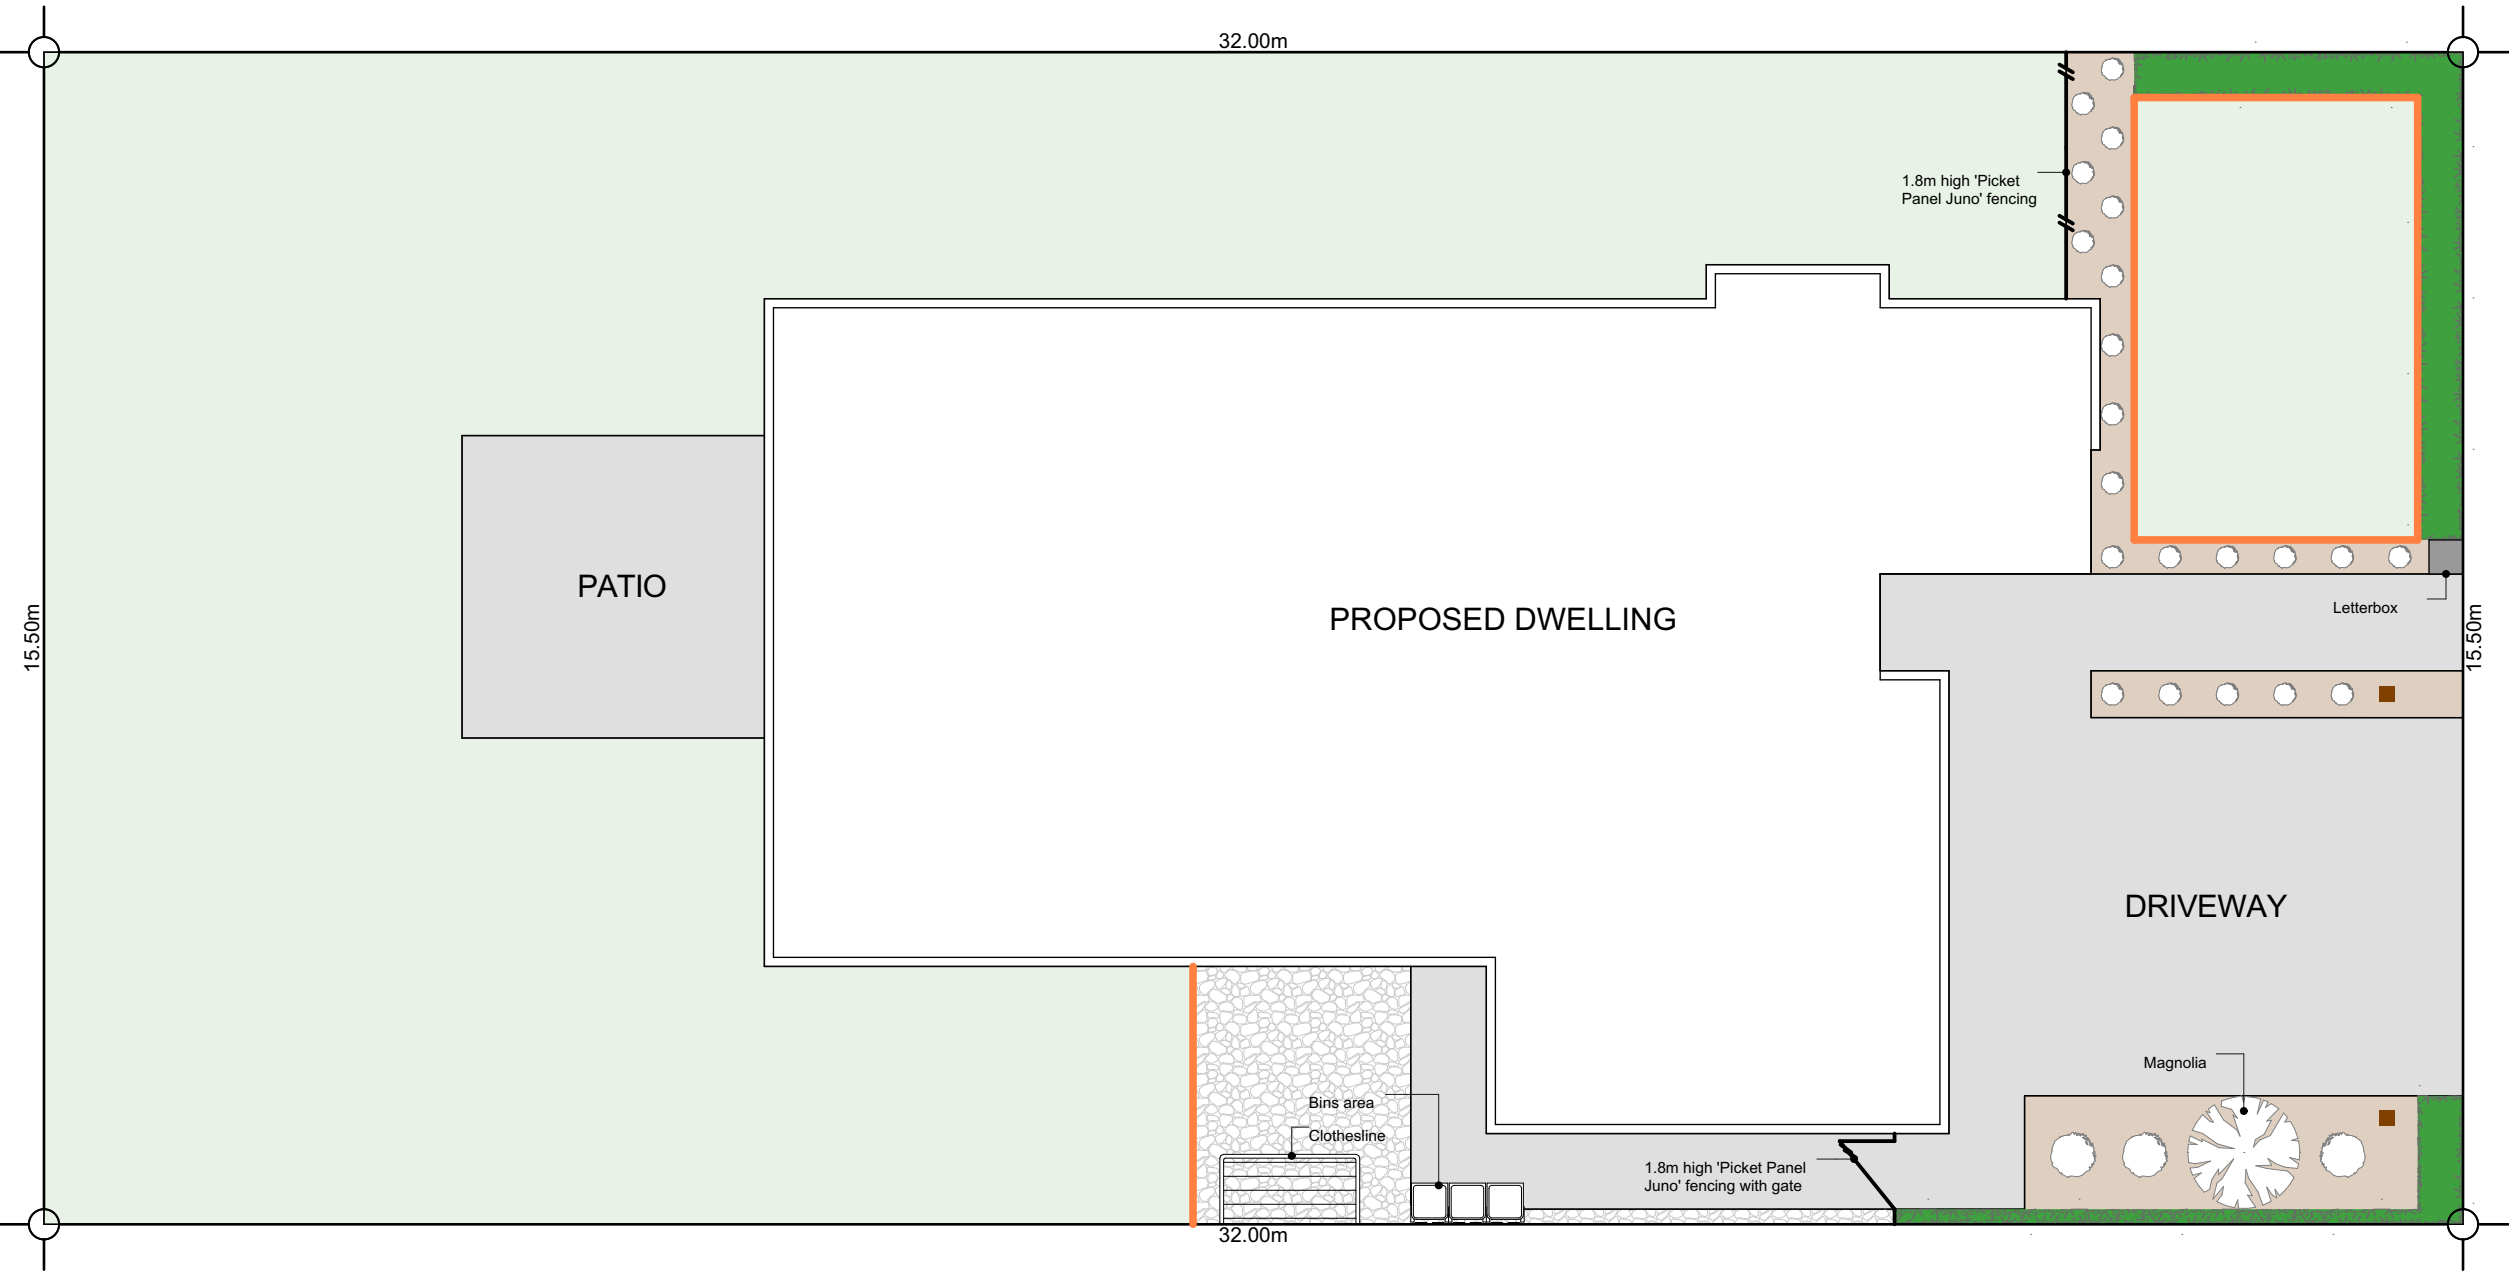 32.00m
1.8m high 'Picket
Panel Juno' fencing
PATIO
PROPOSED DWELLING
Letterbox
15.50m
15.50m
DRIVEWAY
Magnolia
Bins area
Clothesline
1.8m high 'Picket Panel
Juno' fencing with gate
32.00m